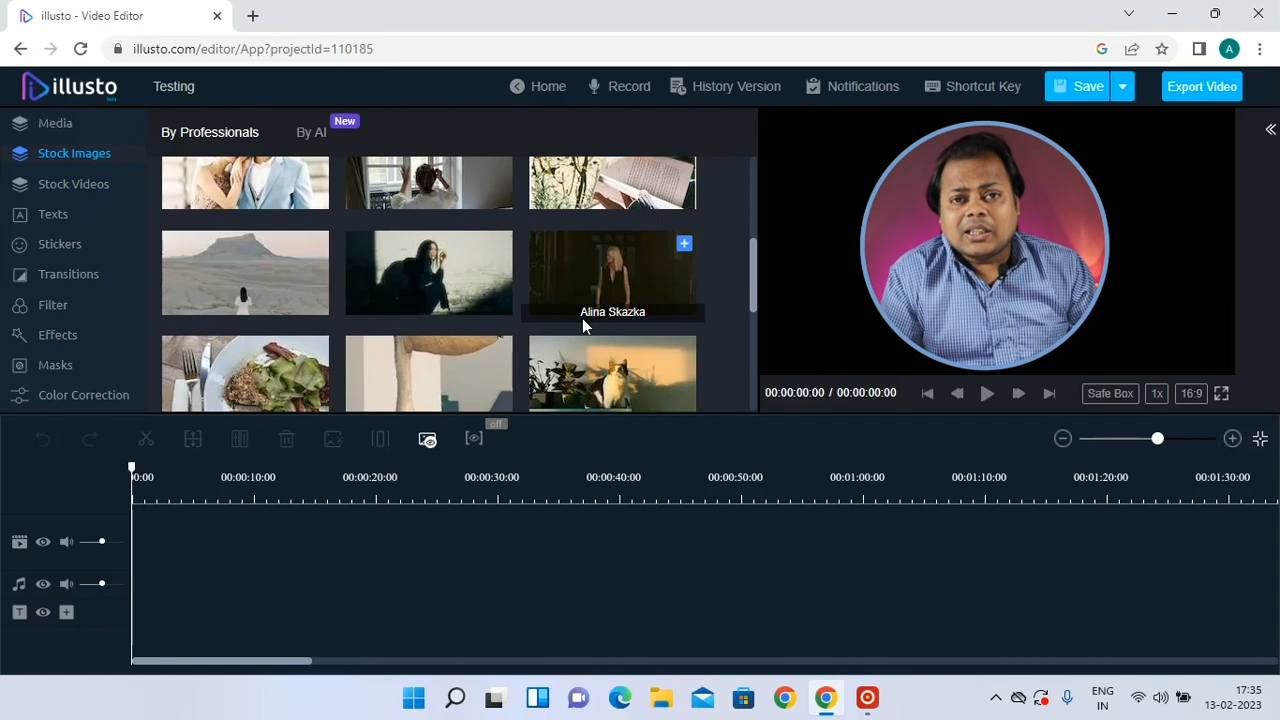 illusto - Video Editor
illusto.com/editor/App?projectId=110185
A
illusto
beta
Testing
Home
Record
History Version
Notifications
Shortcut Key
Save
Export Video
Media
Stock Images
Stock Videos
Texts
Stickers
Transitions
Filter
Effects
Masks
Color Correction
By Professionals
By AI
New
Alina Skazka
00:00:00:00 / 00:00:00:00
Safe Box
1x
16:9
off
0:00
00:00:10:00
00:00:20:00
00:00:30:00
00:00:40:00
00:00:50:00
00:01:00:00
00:01:10:00
00:01:20:00
00:01:30:00
T
ENG
IN
17:35
13-02-2023